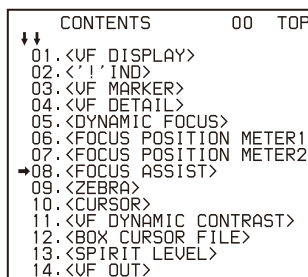 CONTENTS 00 TOP
01.<VF DISPLAY>
02.<'!'IND>
03.<VF MARKER>
04.<VF DETAIL>
05.<DYNAMIC FOCUS>
06.<FOCUS POSITION METER1
07.<FOCUS POSITION METER2
➡08.<FOCUS ASSIST>
09.<ZEBRA>
10.<CURSOR>
11.<VF DYNAMIC CONTRAST>
12.<BOX CURSOR FILE>
13.<SPIRIT LEVEL>
14.<VF OUT>